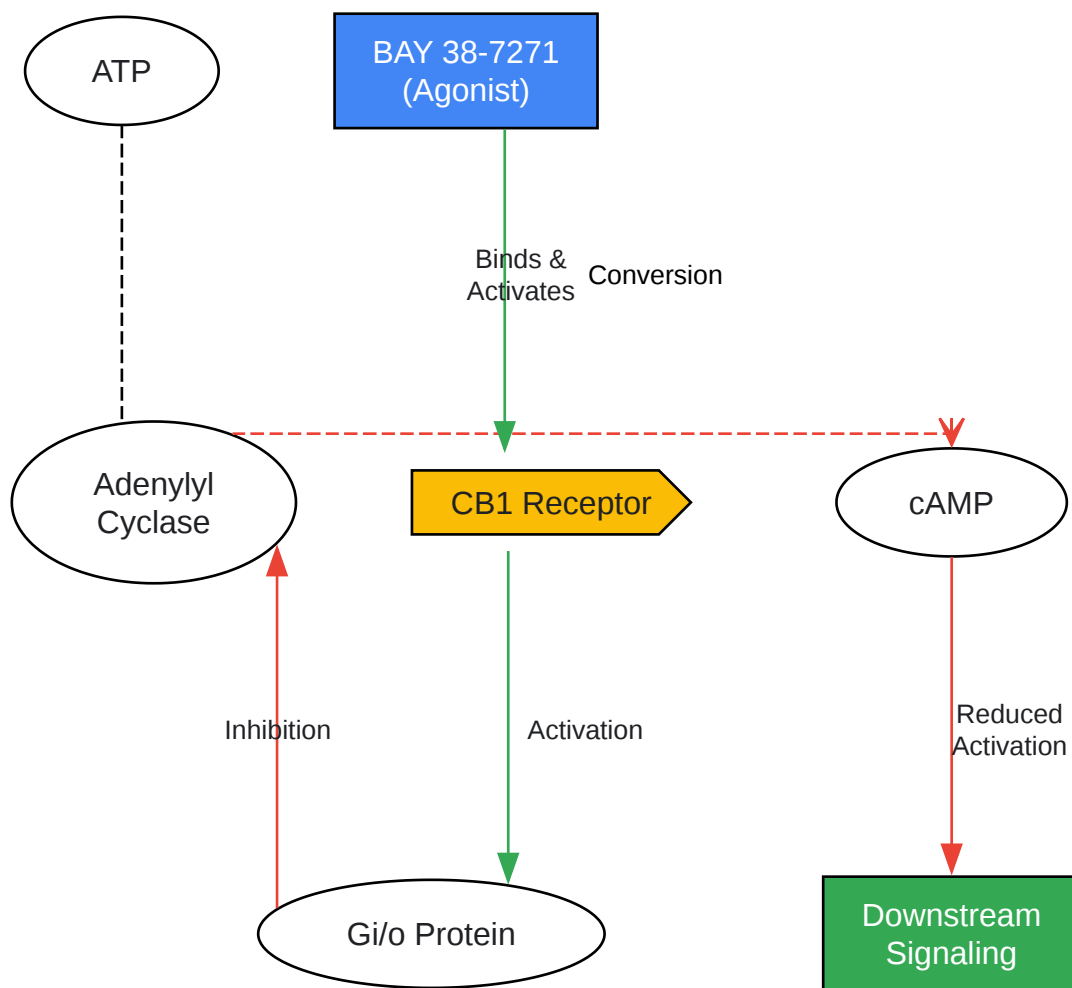 ATP
BAY 38-7271
(Agonist)
Binds &
Activates
Conversion
Adenylyl
Cyclase
CB1 Receptor
cAMP
Inhibition
Activation
Reduced
Activation
Gi/o Protein
Downstream
Signaling